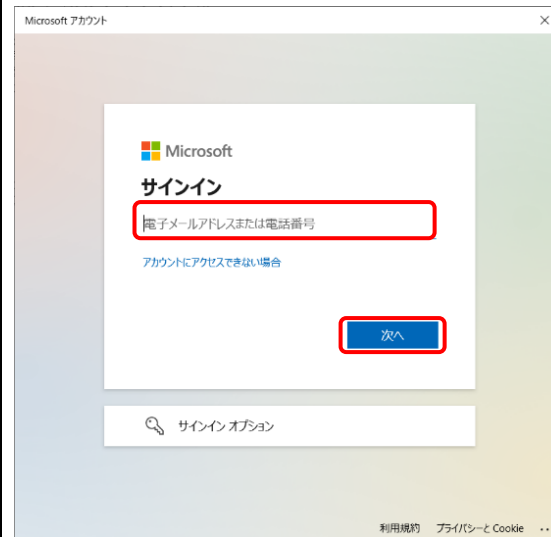 Microsoft アカウント
Microsoft
サインイン
電子メールアドレスまたは電話番号
アカウントにアクセスできない場合
次へ
サインイン オプション
利用規約 プライバシーと Cookie ··